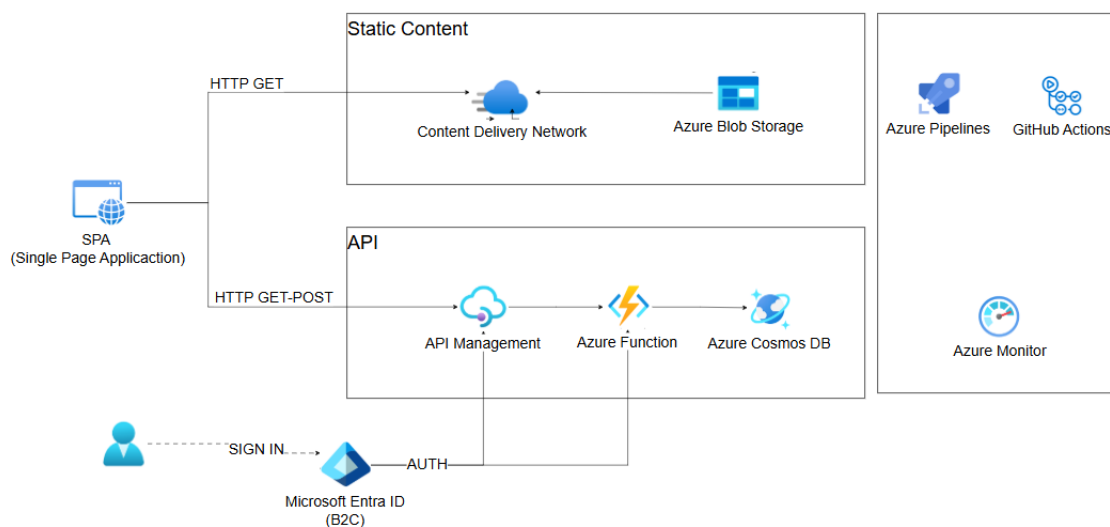 Static Content
HTTP GET
Content Delivery Network
Azure Blob Storage
Azure Pipelines
GitHub Actions
SPA
(Single Page Applicaction)
API
HTTP GET-POST
API Management
Azure Function
Azure Cosmos DB
Azure Monitor
SIGN IN
AUTH
Microsoft Entra ID
(B2C)